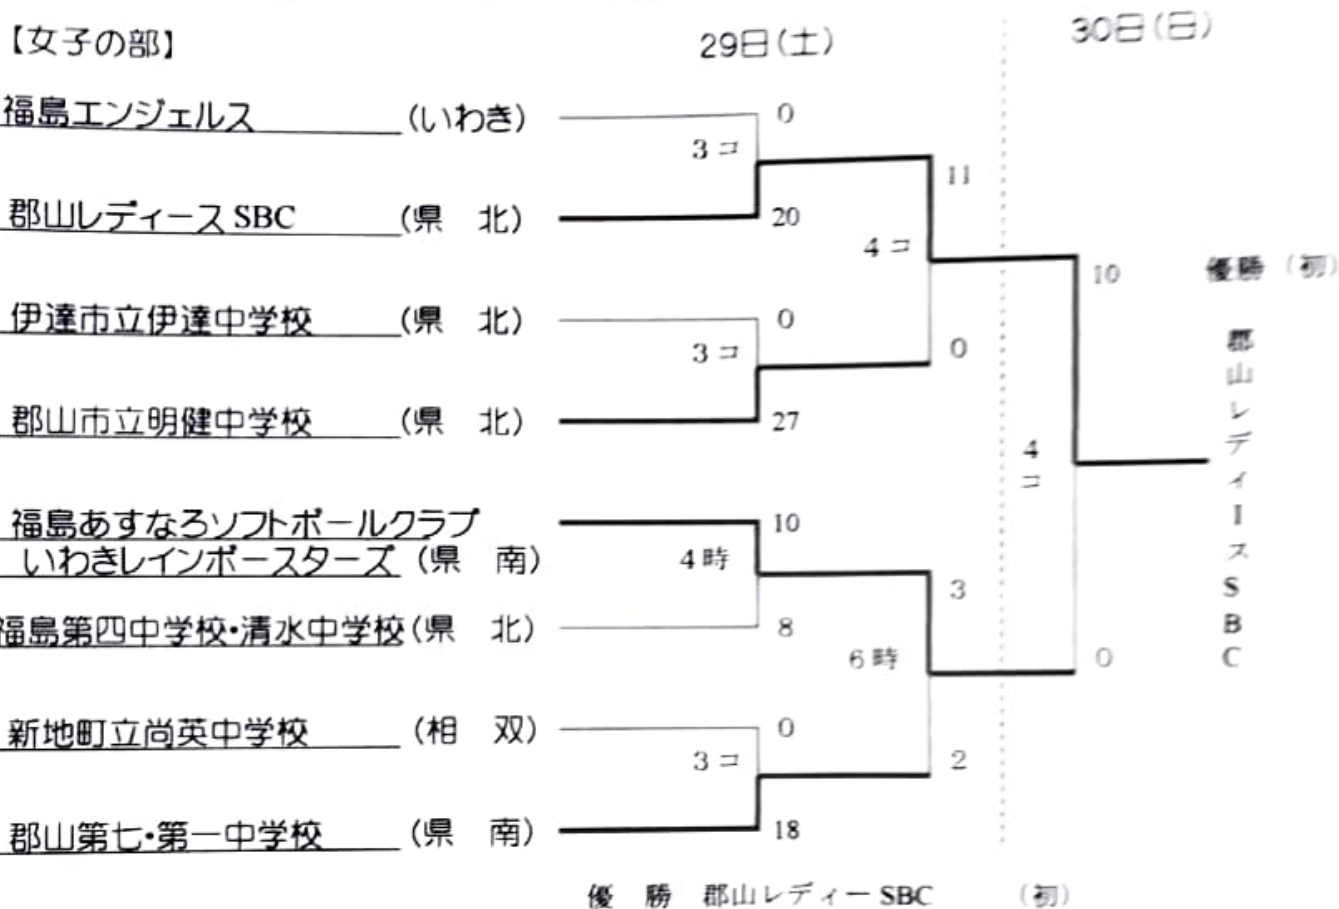 【女子の部】 29日(土) 30日(日)
福島エンジェルス (いわき) 0
3コ
11
郡山レディース SBC (県 北) 20
4コ
10 優勝 (初)
伊達市立伊達中学校 (県 北) 0
3コ
0
郡山市立明健中学校 (県 北) 27
4コ
郡山レディースSBC
福島あすなろソフトボールクラブ 10
いわきレインボースターズ (県 南)
4時
3
福島第四中学校・清水中学校 (県 北) 8
6時
0
新地町立尚英中学校 (相 双) 0
3コ
2
郡山第七・第一中学校 (県 南) 18
優 勝 郡山レディー SBC (初)